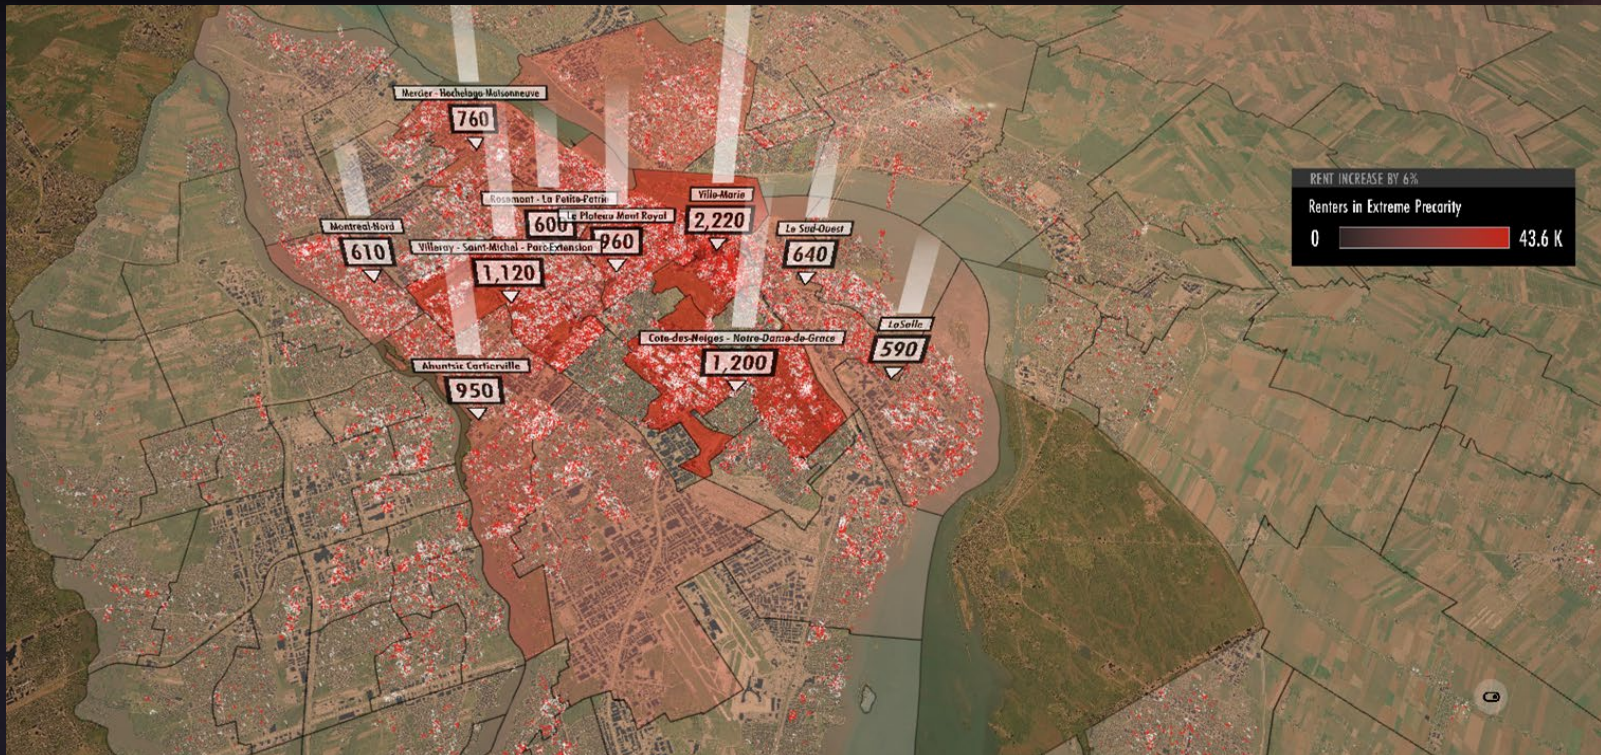 Mercier - Hochelaga-Maisonneuve
760
Rosemont - La Petite-Patrie
600
Le Plateau Mont Royal
960
Ville-Marie
2,220
Montreal-Nord
610
Villeray - Saint-Michel - Parc-Extension
1,120
Le Sud-Ouest
640
LaSalle
590
Cote-des-Neiges - Notre-Dame-de-Grace
1,200
Ahuntsic Cartierville
950
RENT INCREASE BY 6%
Renters in Extreme Precarity
0 43.6 K